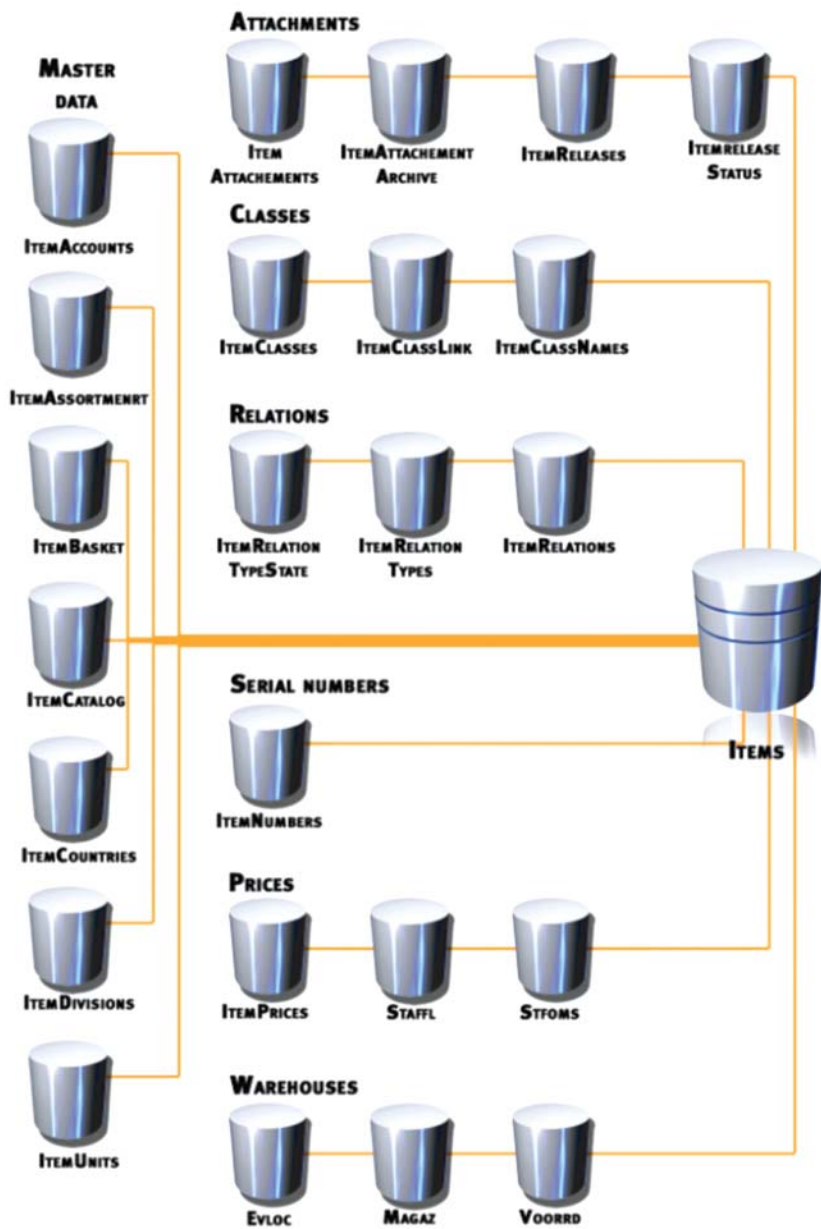 Master
data
ItemAccounts
ItemAssortmenrt
ItemBasket
ItemCatalog
ItemCountries
ItemDivisions
ItemUnits
Attachments
Item
Attachements
ItemAttachement
Archive
ItemReleases
Itemrelease
Status
Classes
ItemClasses
ItemClassLink
ItemClassNames
Relations
ItemRelation
TypeState
ItemRelation
Types
ItemRelations
Serial numbers
ItemNumbers
Prices
ItemPrices
Staffl
Stfoms
Warehouses
Evloc
Magaz
Voorrd
Items